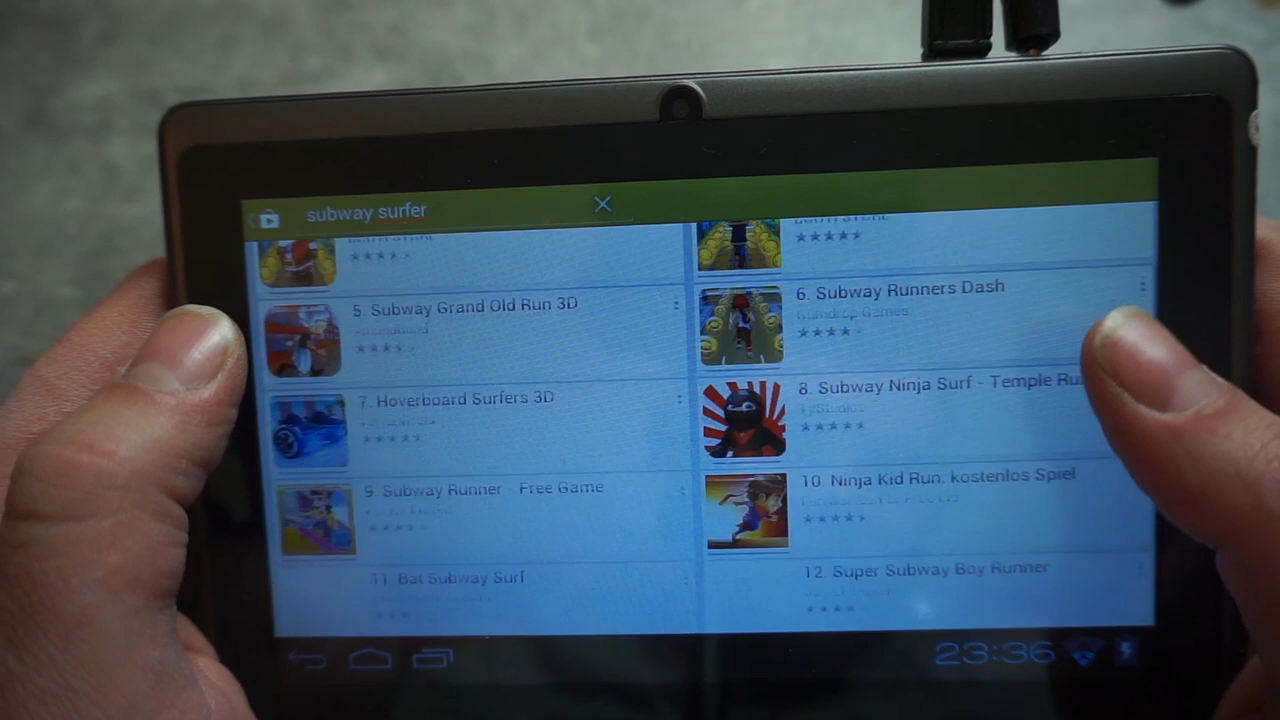 subway surfer
5. Subway Grand Old Run 3D
6. Subway Runners Dash
Gumdrop Games
7. Hoverboard Surfers 3D
8. Subway Ninja Surf - Temple Ru
9. Subway Runner - Free Game
10. Ninja Kid Run. kostenlos Spiel
11. Bat Subway Surf
12. Super Subway Boy Runner
23:36